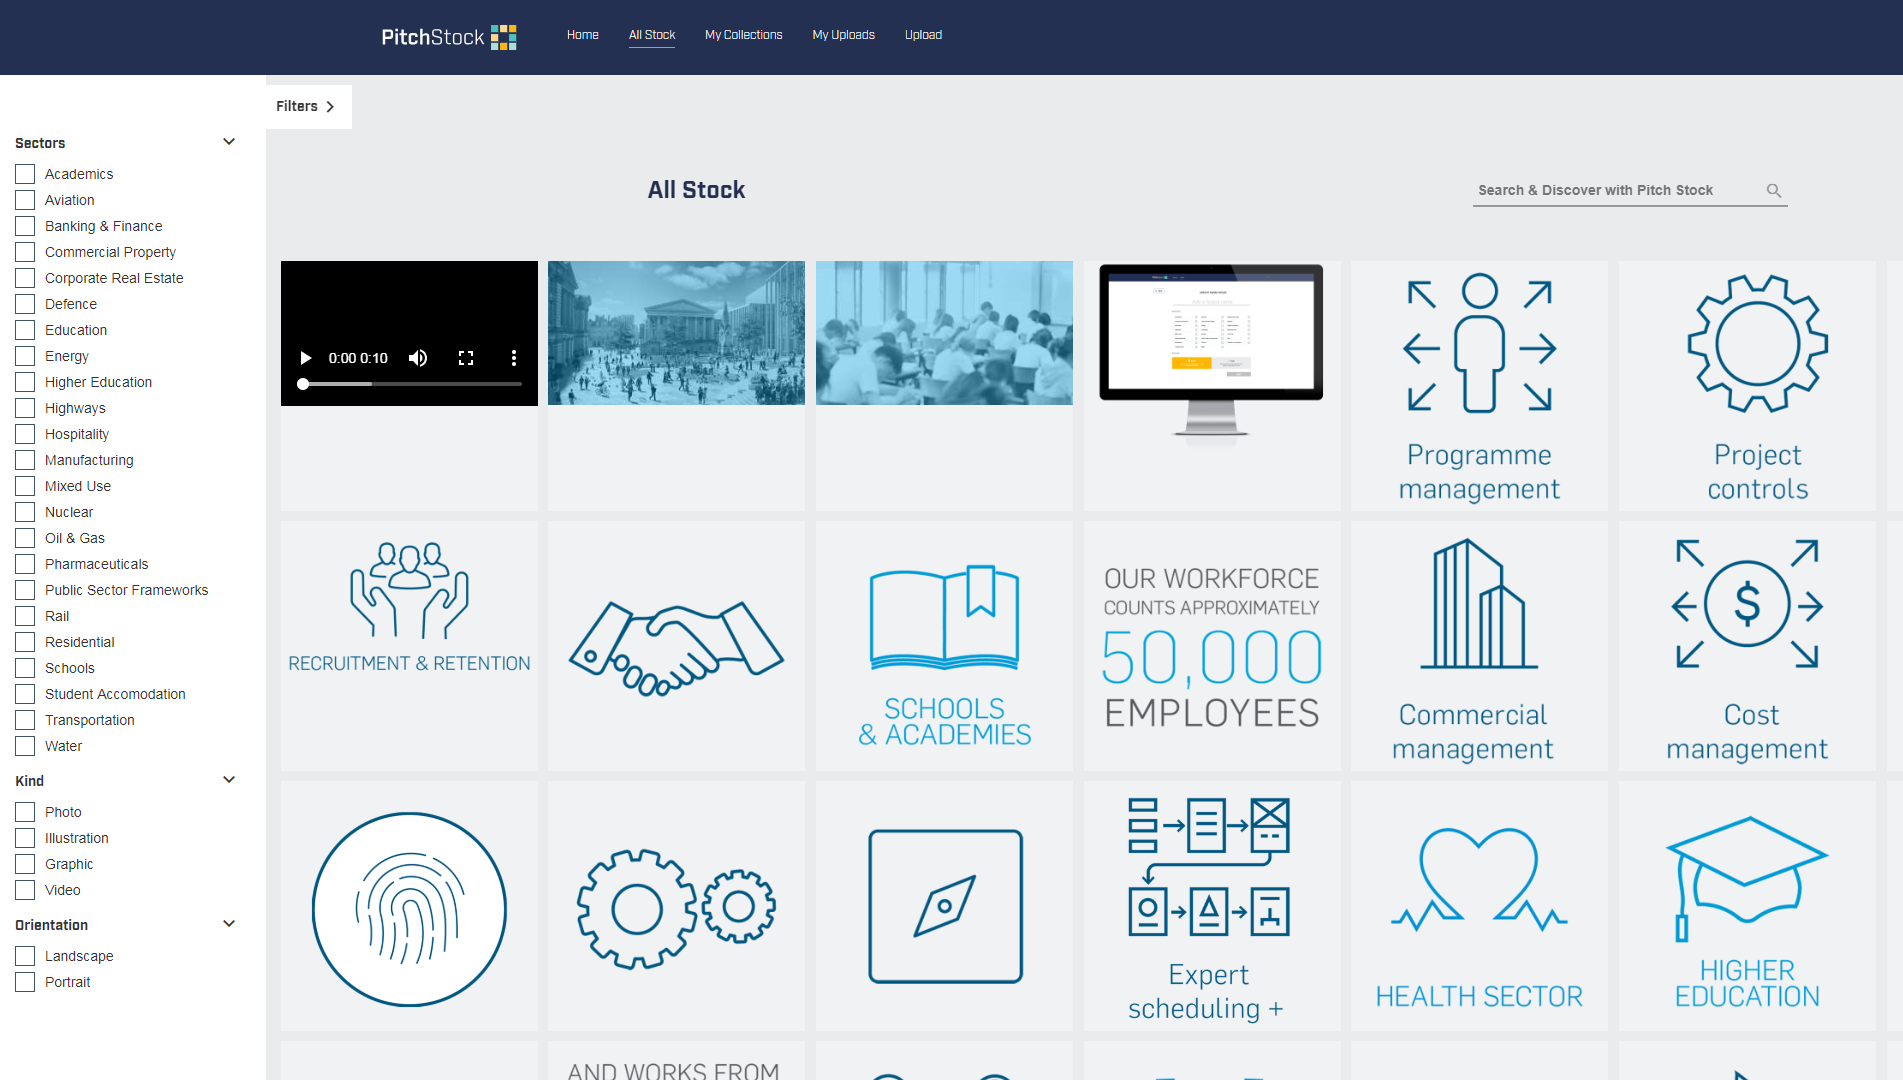 PitchStock
Home
All Stock
My Collections
My Uploads
Upload
Filters
Sectors
Academics
Aviation
Banking & Finance
Commercial Property
Corporate Real Estate
Defence
Education
Energy
Higher Education
Highways
Hospitality
Manufacturing
Mixed Use
Nuclear
Oil & Gas
Pharmaceuticals
Public Sector Frameworks
Rail
Residential
Schools
Student Accomodation
Transportation
Water
Kind
Photo
Illustration
Graphic
Video
Orientation
Landscape
Portrait
All Stock
Search & Discover with Pitch Stock
0:00 0:10
Programme
management
Project
controls
RECRUITMENT & RETENTION
SCHOOLS
& ACADEMIES
OUR WORKFORCE
COUNTS APPROXIMATELY
50,000
EMPLOYEES
Commercial
management
$
Cost
management
Expert
scheduling +
HEALTH SECTOR
HIGHER
EDUCATION
AND WORKS FROM